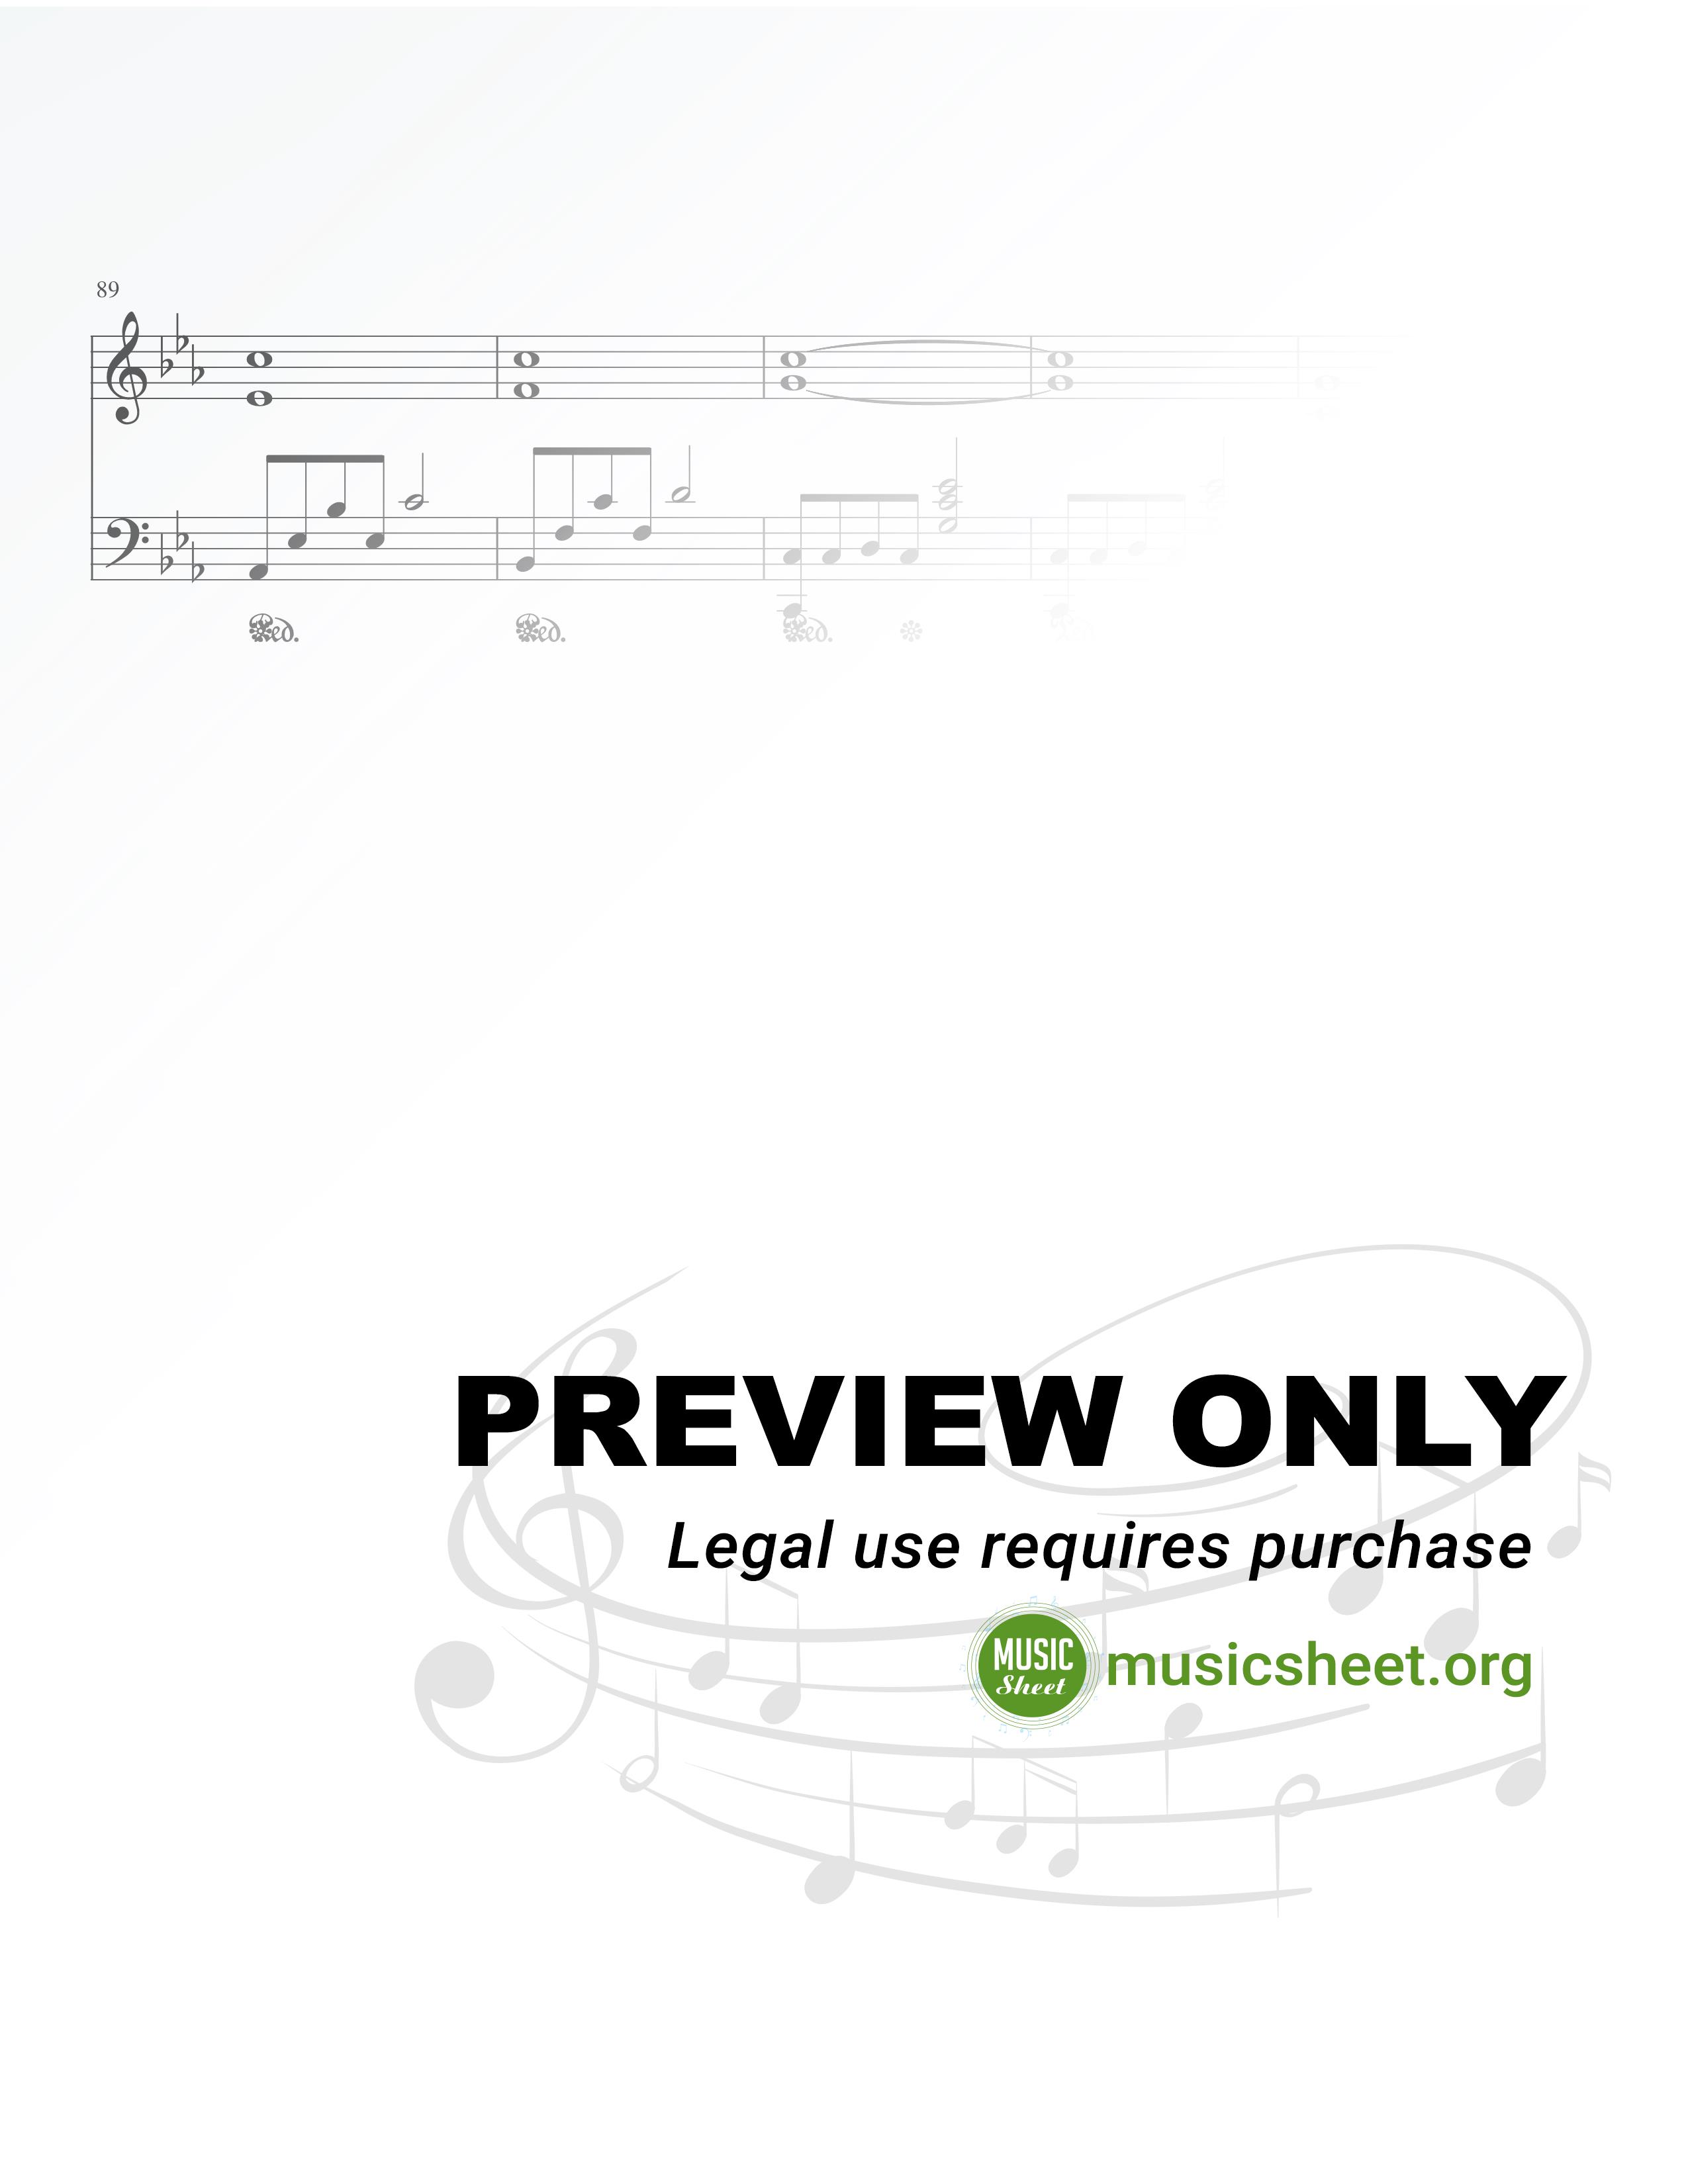 89
Ped.
Ped.
Ped.
PREVIEW ONLY
Legal use requires purchase
MUSIC
Sheet
musicsheet.org